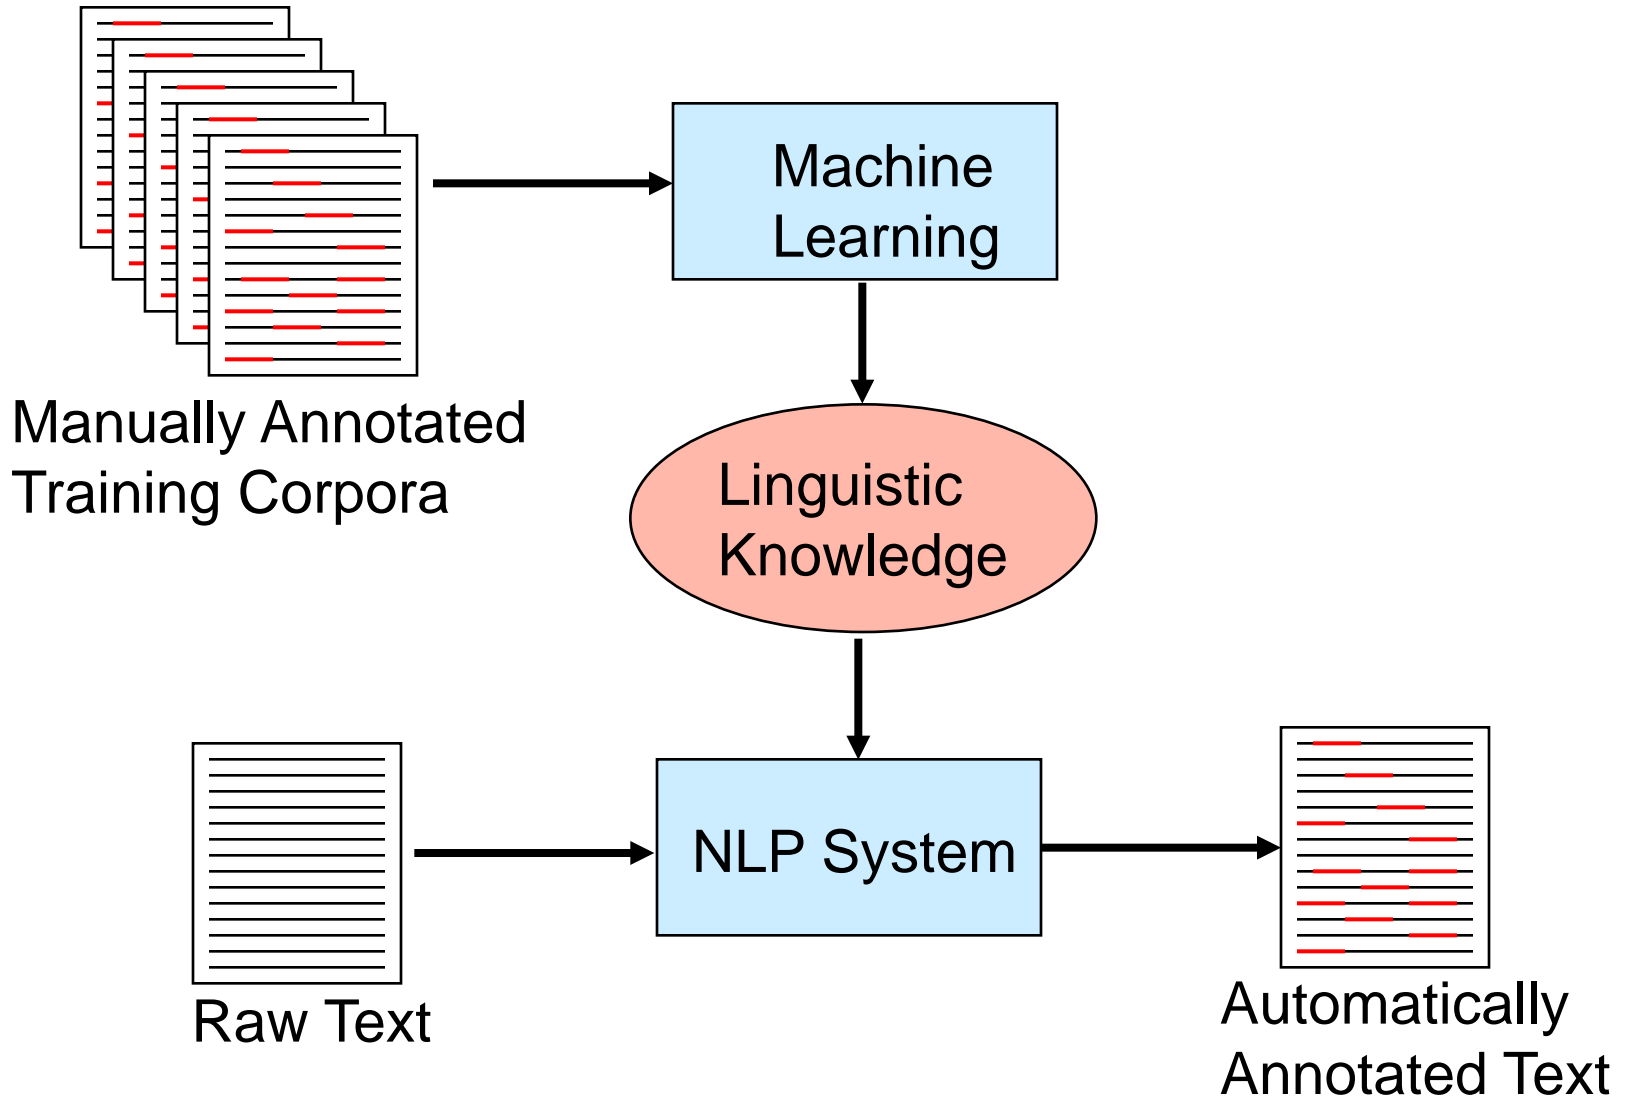 Machine
Learning
Manually Annotated
Training Corpora
Linguistic
Knowledge
NLP System
Raw Text
Automatically
Annotated Text